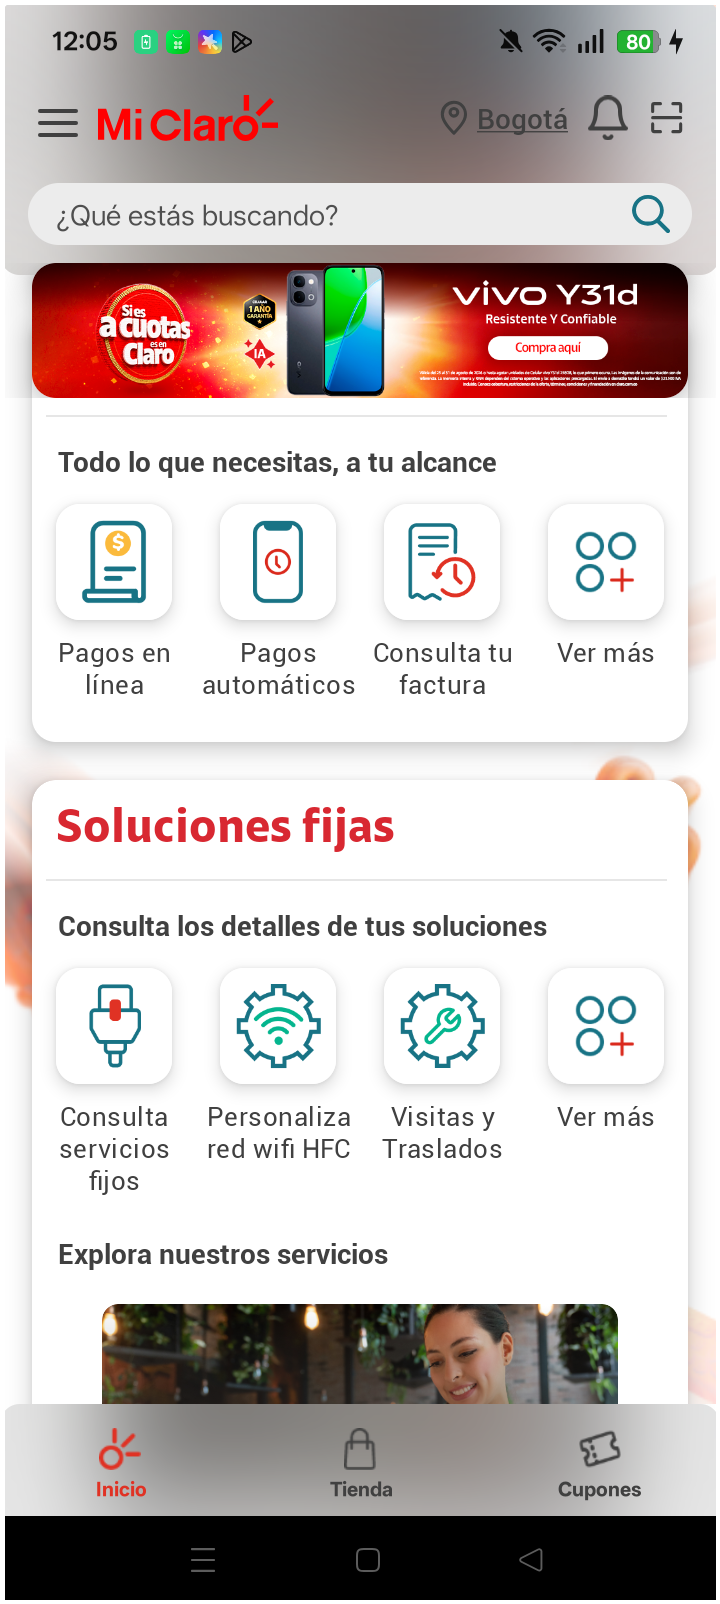 12:05
80
Mi Claro
Bogotá
¿Qué estás buscando?
Si es
a cuotas
es en
Claro
1 AÑO
GARANTÍA
IA
vivo Y31d
Resistente Y Confiable
Compra aquí
Todo lo que necesitas, a tu alcance
$
Pagos en
línea
Pagos
automáticos
Consulta tu
factura
Ver más
Soluciones fijas
Consulta los detalles de tus soluciones
Consulta
servicios
fijos
Personaliza
red wifi HFC
Visitas y
Traslados
Ver más
Explora nuestros servicios
Inicio
Tienda
Cupones